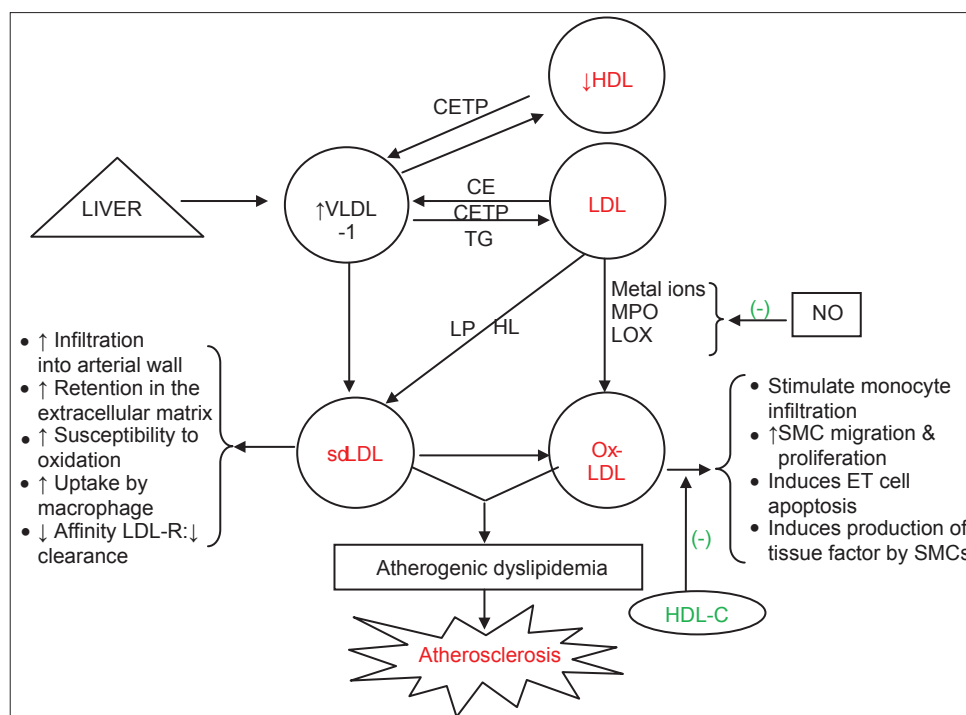 ↓HDL
CETP
LIVER
↑VLDL
-1
CE
CETP
TG
LDL
Metal ions
MPO
LOX
(-)
NO
LP HL
• ↑ Infiltration
into arterial wall
• ↑ Retention in the
extracellular matrix
• ↑ Susceptibility to
oxidation
• ↑ Uptake by
macrophage
• ↓ Affinity LDL-R:↓
clearance
sdLDL
Ox-
LDL
• Stimulate monocyte
infiltration
• ↑SMC migration &
proliferation
• Induces ET cell
apoptosis
• Induces production of
tissue factor by SMCs
(-)
HDL-C
Atherogenic dyslipidemia
Atherosclerosis